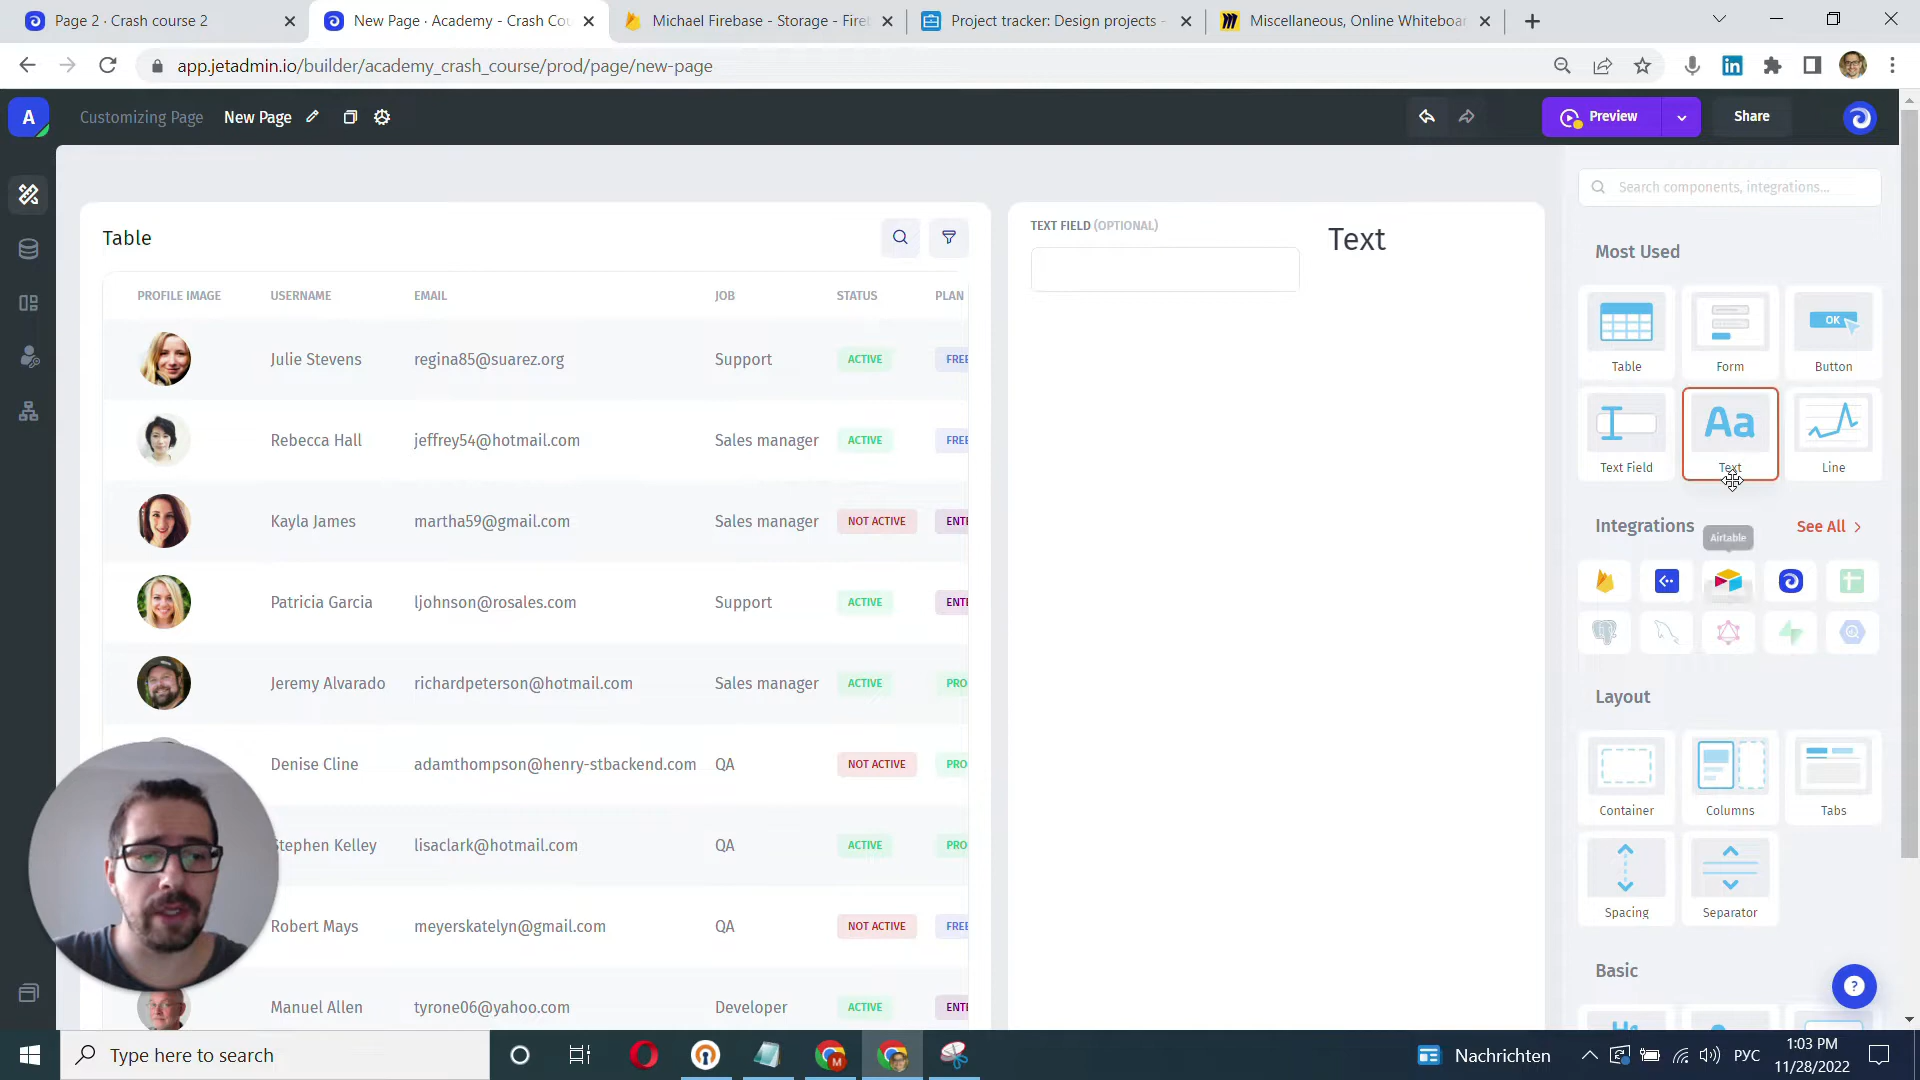 Page 2 · Crash course 2
New Page · Academy - Crash Cou
Michael Firebase - Storage - Fireb
Project tracker: Design projects -
Miscellaneous, Online Whiteboar
app.jetadmin.io/builder/academy_crash_course/prod/page/new-page
A
Customizing Page
New Page
Preview
Share
Search components, integrations...
Table
TEXT FIELD (OPTIONAL)
Text
Most Used
PROFILE IMAGE
USERNAME
EMAIL
JOB
STATUS
PLAN
Julie Stevens
regina85@suarez.org
Support
ACTIVE
FREE
Rebecca Hall
jeffrey54@hotmail.com
Sales manager
ACTIVE
FREE
Kayla James
martha59@gmail.com
Sales manager
NOT ACTIVE
ENTE
Patricia Garcia
ljohnson@rosales.com
Support
ACTIVE
ENTE
Jeremy Alvarado
richardpeterson@hotmail.com
Sales manager
ACTIVE
PRO
Denise Cline
adamthompson@henry-stbackend.com
QA
NOT ACTIVE
PRO
Stephen Kelley
lisaclark@hotmail.com
QA
ACTIVE
PRO
Robert Mays
meyerskatelyn@gmail.com
QA
NOT ACTIVE
FREE
Manuel Allen
tyrone06@yahoo.com
Developer
ACTIVE
ENTE
OK
Table
Form
Button
Aa
Text Field
Text
Line
Integrations
See All
Airtable
Layout
Container
Columns
Tabs
Spacing
Separator
Basic
?
Type here to search
M
Nachrichten
РУС
1:03 PM
11/28/2022